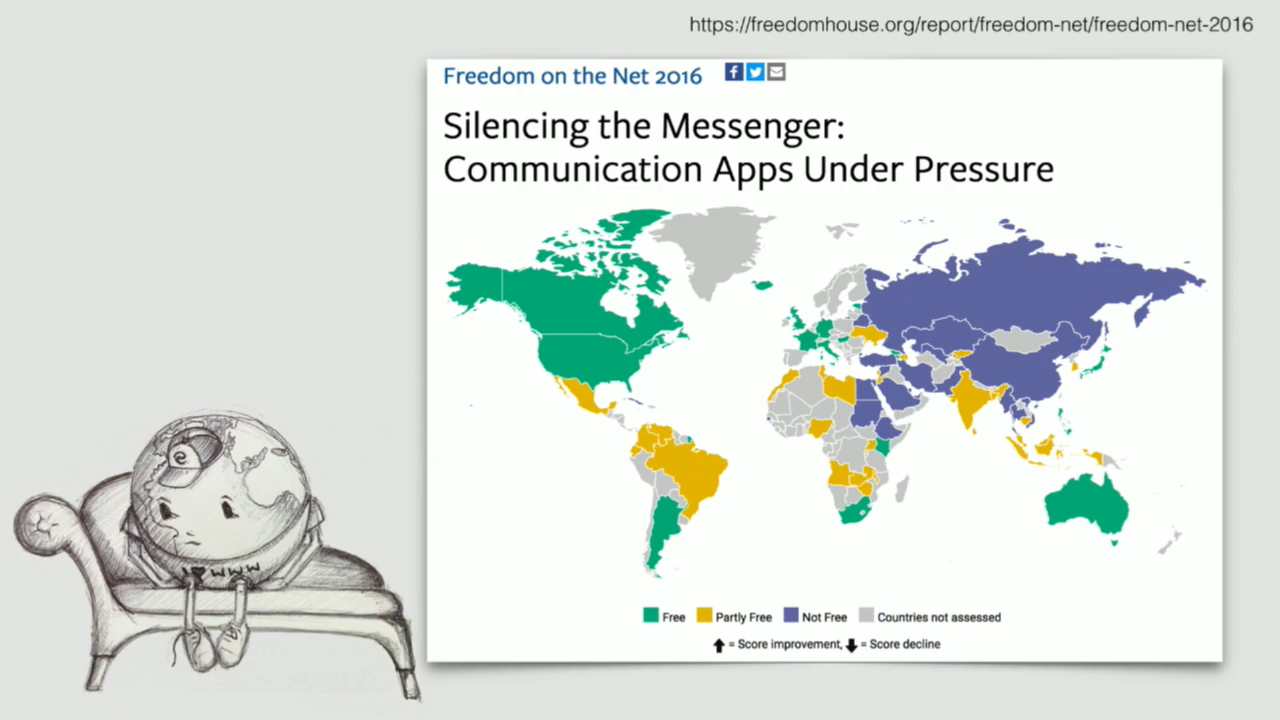 https://freedomhouse.org/report/freedom-net/freedom-net-2016
Freedom on the Net 2016
Silencing the Messenger:
Communication Apps Under Pressure
Free
Partly Free
Not Free
Countries not assessed
= Score improvement, = Score decline
e
I ♥ WWW